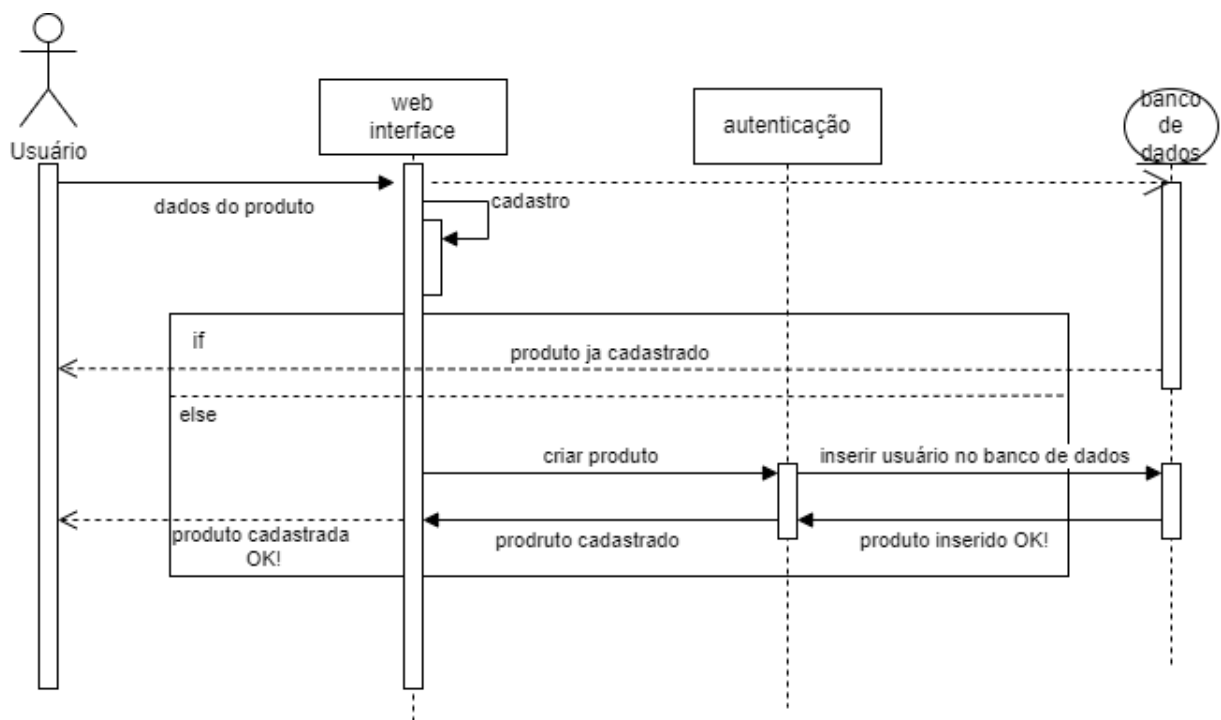 Usuário
web
interface
autenticação
banco
de
dados
dados do produto
cadastro
if
produto ja cadastrado
else
criar produto
inserir usuário no banco de dados
produto cadastrada
OK!
prodruto cadastrado
produto inserido OK!